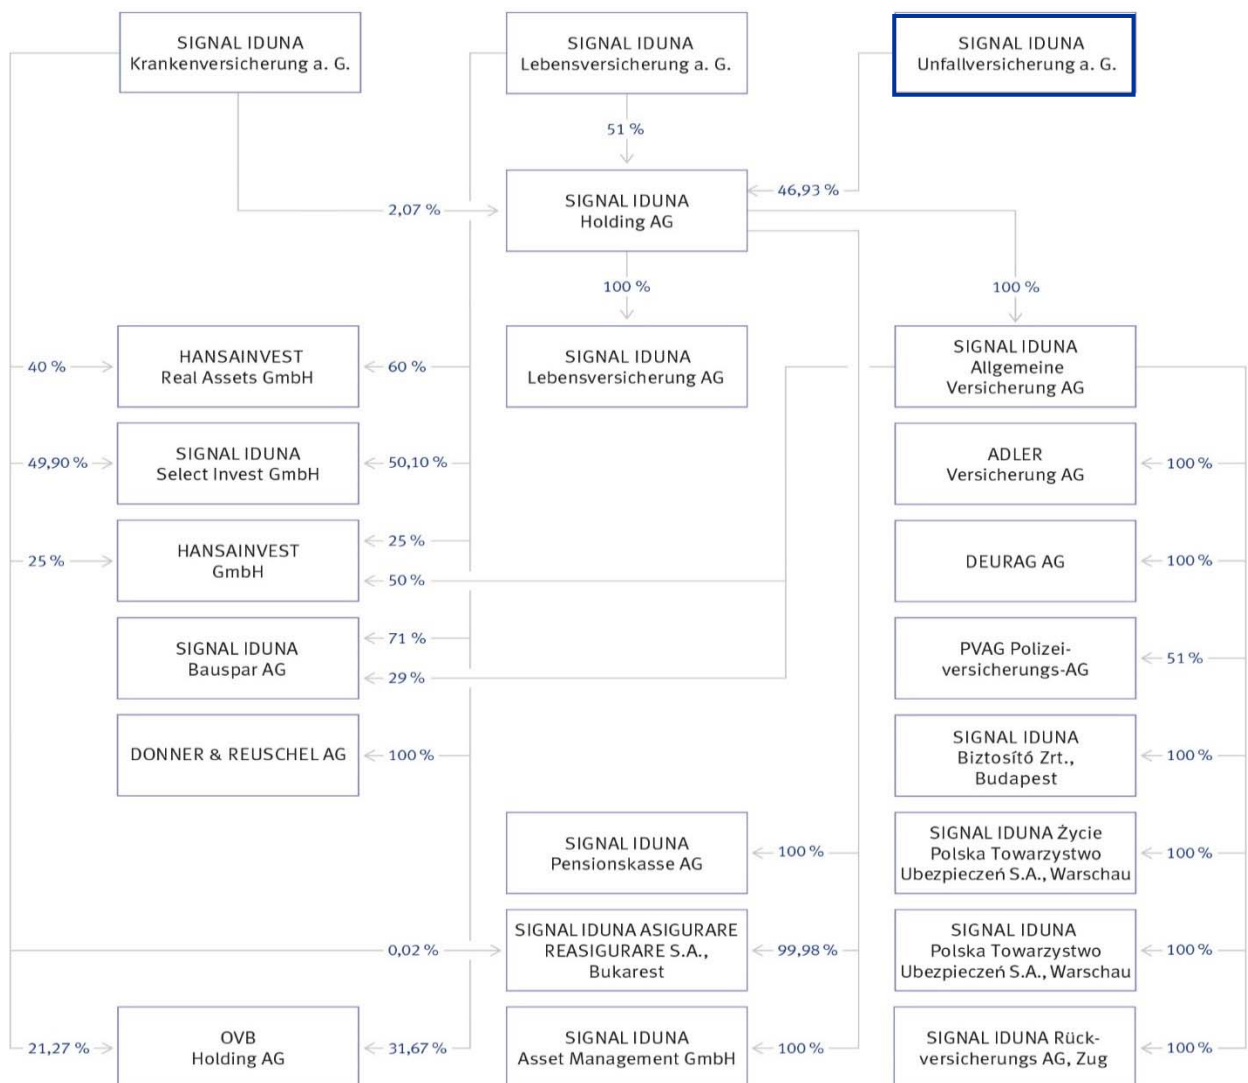 SIGNAL IDUNA
Krankenversicherung a. G.
SIGNAL IDUNA
Lebensversicherung a. G.
SIGNAL IDUNA
Unfallversicherung a. G.
51 %
46,93 %
2,07 %
SIGNAL IDUNA
Holding AG
100 %
100 %
40 %
HANSAINVEST
Real Assets GmbH
60 %
SIGNAL IDUNA
Lebensversicherung AG
SIGNAL IDUNA
Allgemeine
Versicherung AG
49,90 %
SIGNAL IDUNA
Select Invest GmbH
50,10 %
ADLER
Versicherung AG
100 %
25 %
HANSAINVEST
GmbH
25 %
50 %
DEURAG AG
100 %
SIGNAL IDUNA
Bauspar AG
71 %
29 %
PVAG Polizei-
versicherungs-AG
51 %
DONNER & REUSCHEL AG
100 %
SIGNAL IDUNA
Biztosító Zrt.,
Budapest
100 %
SIGNAL IDUNA
Pensionskasse AG
100 %
SIGNAL IDUNA Życie
Polska Towarzystwo
Ubezpieczeń S.A., Warschau
100 %
0,02 %
SIGNAL IDUNA ASIGURARE
REASIGURARE S.A.,
Bukarest
99,98 %
SIGNAL IDUNA
Polska Towarzystwo
Ubezpieczeń S.A., Warschau
100 %
21,27 %
OVB
Holding AG
31,67 %
SIGNAL IDUNA
Asset Management GmbH
100 %
SIGNAL IDUNA Rück-
versicherungs AG, Zug
100 %